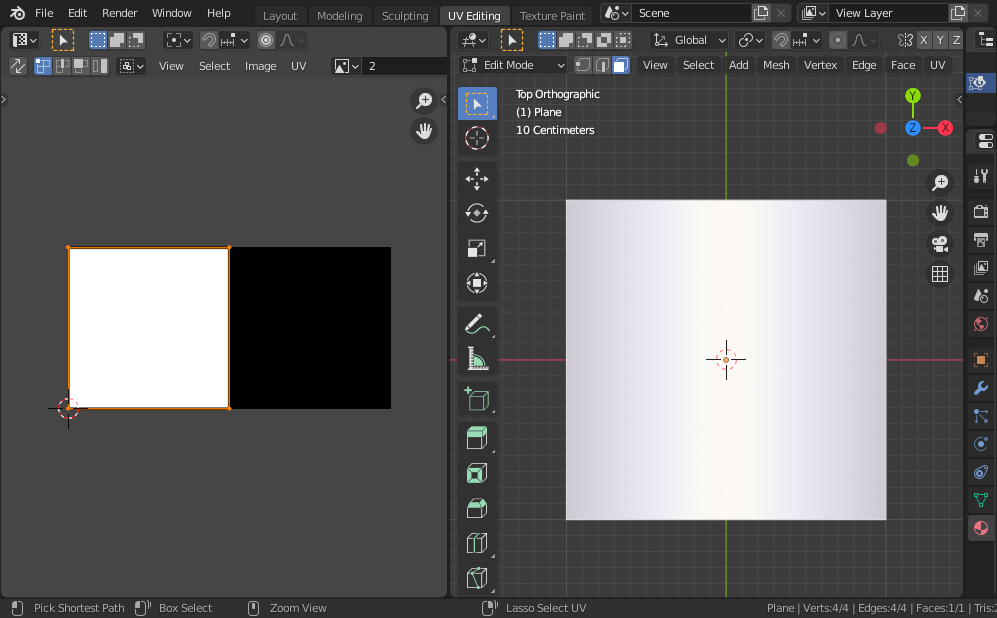 File Edit Render Window Help Layout Modeling Sculpting UV Editing Texture Paint Scene View Layer
Global X Y Z
View Select Image UV 2 Edit Mode View Select Add Mesh Vertex Edge Face UV
Top Orthographic
(1) Plane
10 Centimeters
Y
Z X
Pick Shortest Path Box Select Zoom View Lasso Select UV Plane | Verts:4/4 | Edges:4/4 | Faces:1/1 | Tris:2